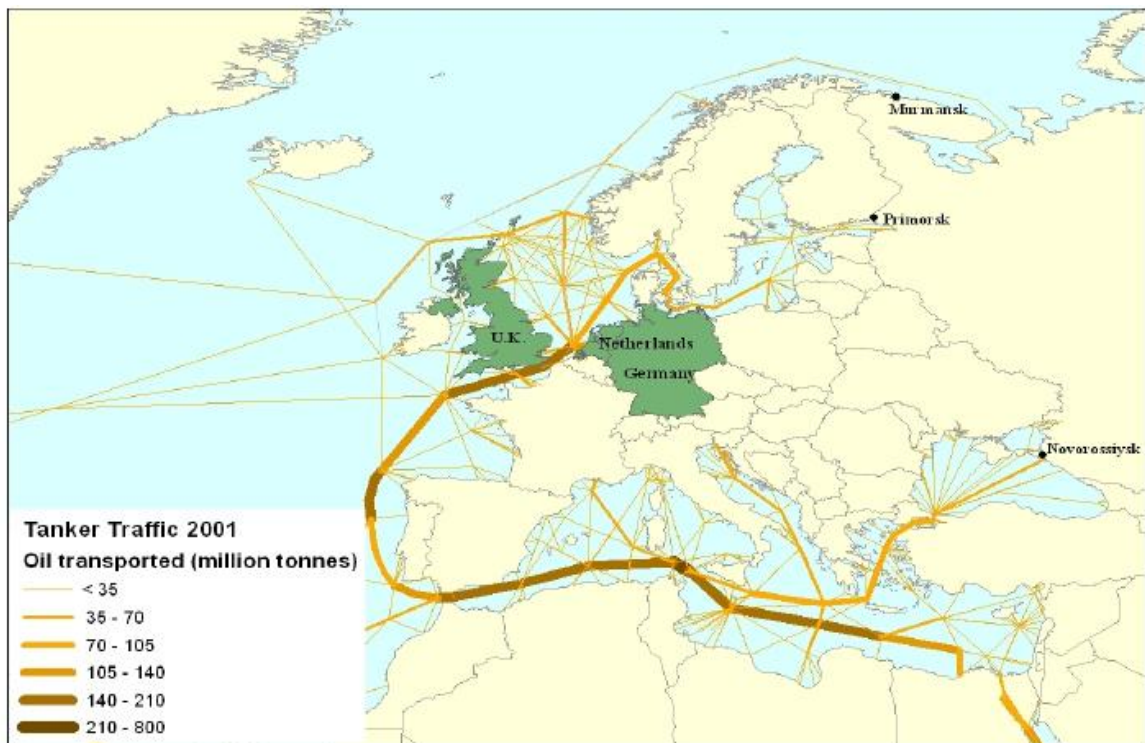 Murmansk
Primorsk
U.K.
Netherlands
Germany
Novorossiysk
Tanker Traffic 2001
Oil transported (million tonnes)
< 35
35 - 70
70 - 105
105 - 140
140 - 210
210 - 800